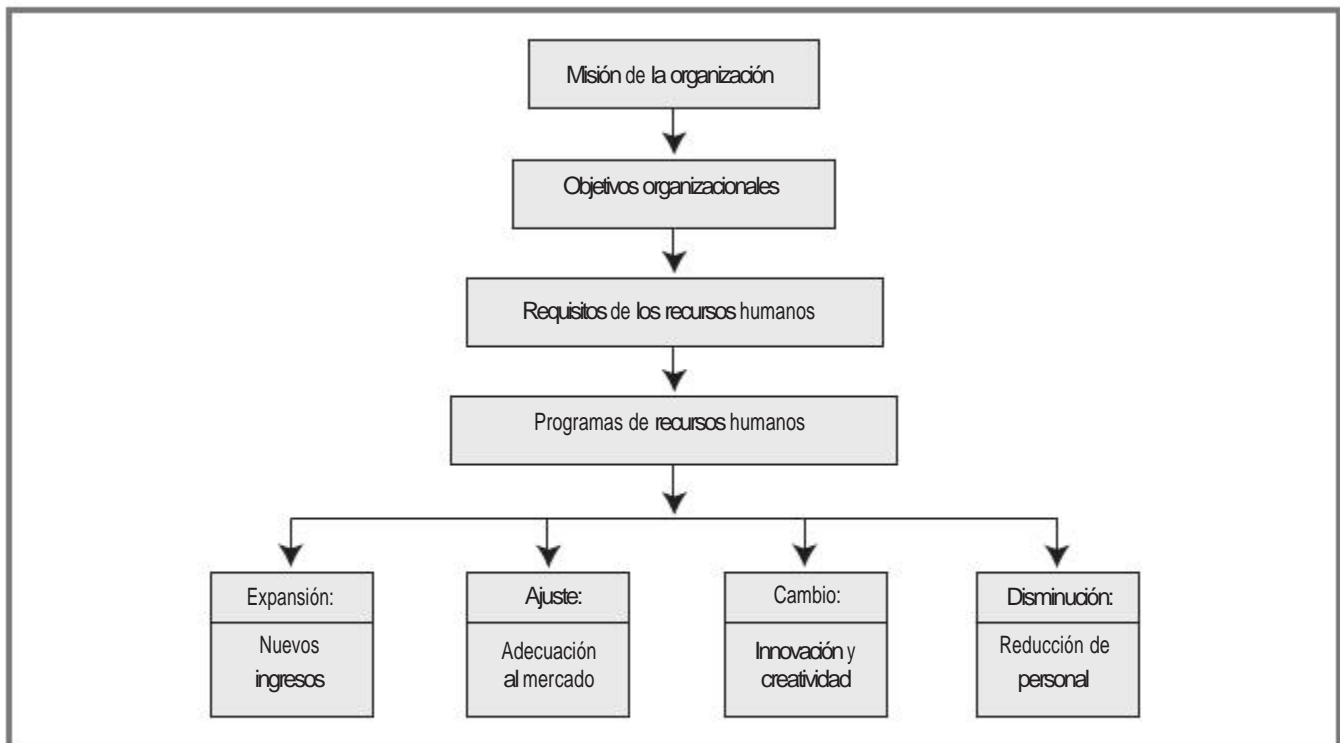 Misión de la organización
Objetivos organizacionales
Requisitos de los recursos humanos
Programas de recursos humanos
Expansión:
Nuevos
ingresos
Ajuste:
Adecuación
al mercado
Cambio:
Innovación y
creatividad
Disminución:
Reducción de
personal